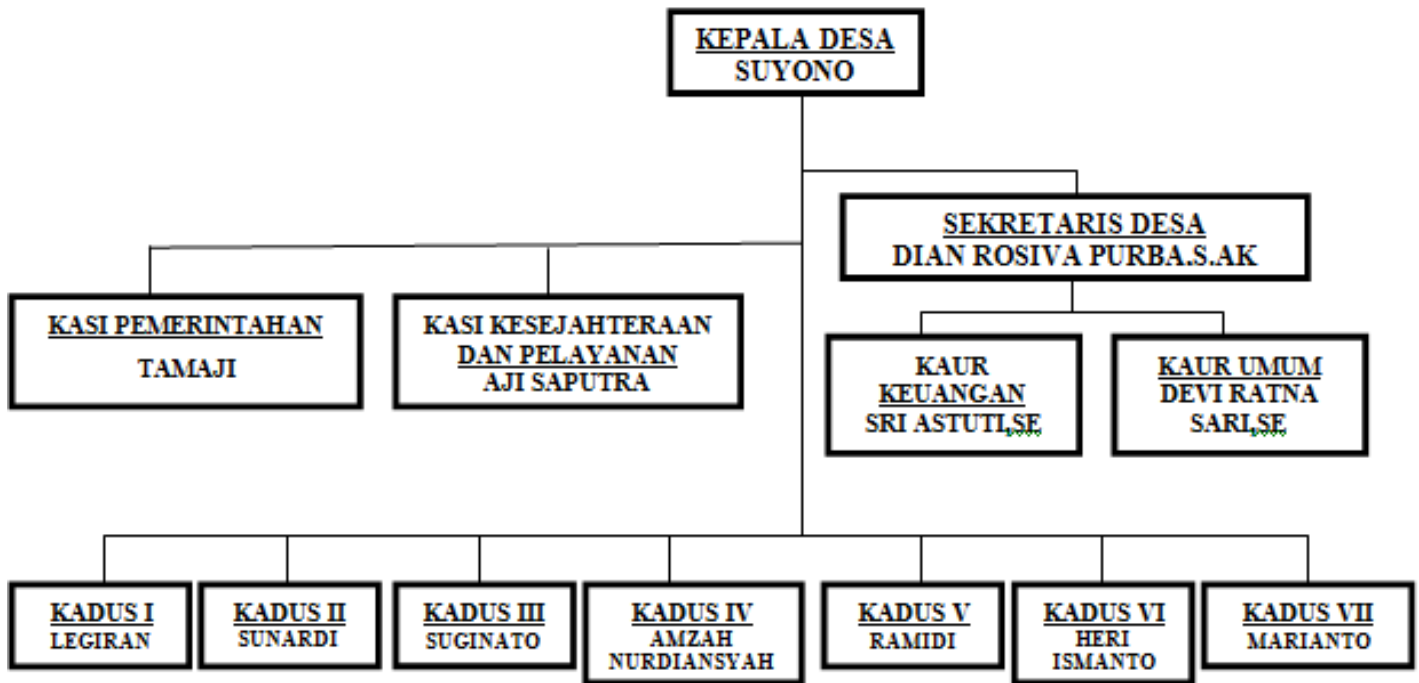 KEPALA DESA
SUYONO
SEKRETARIS DESA
DIAN ROSIVA PURBA.S.AK
KASI PEMERINTAHAN
TAMAJI
KASI KESEJAHTERAAN
DAN PELAYANAN
AJI SAPUTRA
KAUR
KEUANGAN
SRI ASTUTI,SE
KAUR UMUM
DEVI RATNA
SARI,SE
KADUS I
LEGIRAN
KADUS II
SUNARDI
KADUS III
SUGINATO
KADUS IV
AMZAH
NURDIANSYAH
KADUS V
RAMIDI
KADUS VI
HERI
ISMANTO
KADUS VII
MARIANTO